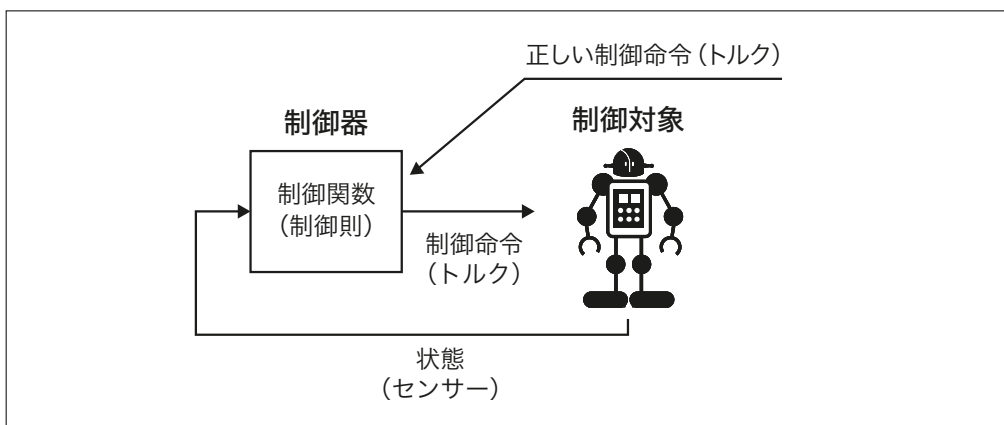 正しい制御命令（トルク）
制御器
制御対象
制御関数
（制御則）
制御命令
（トルク）
状態
（センサー）